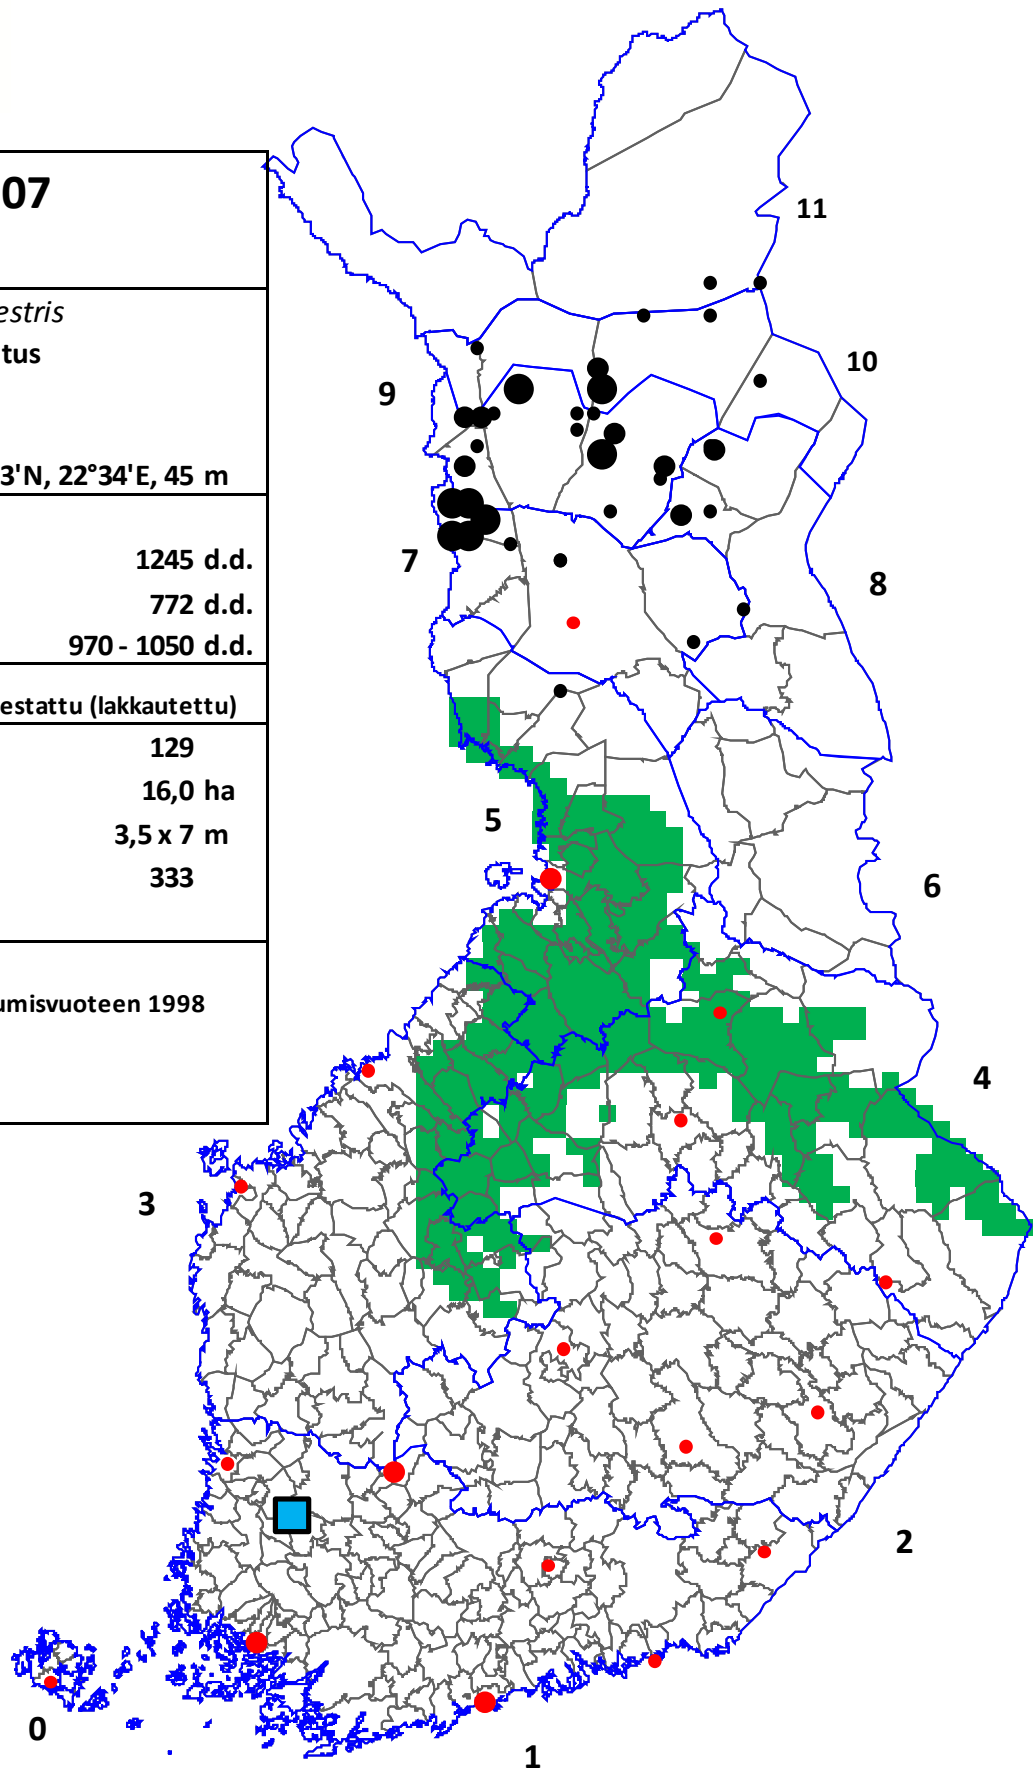 07
estris
tus
3'N, 22°34'E, 45 m
1245 d.d.
772 d.d.
970 - 1050 d.d.
estattu (lakkautettu)
129
16,0 ha
3,5 x 7 m
333
umisvuoteen 1998
11
10
9
7
8
5
6
4
3
2
0
1